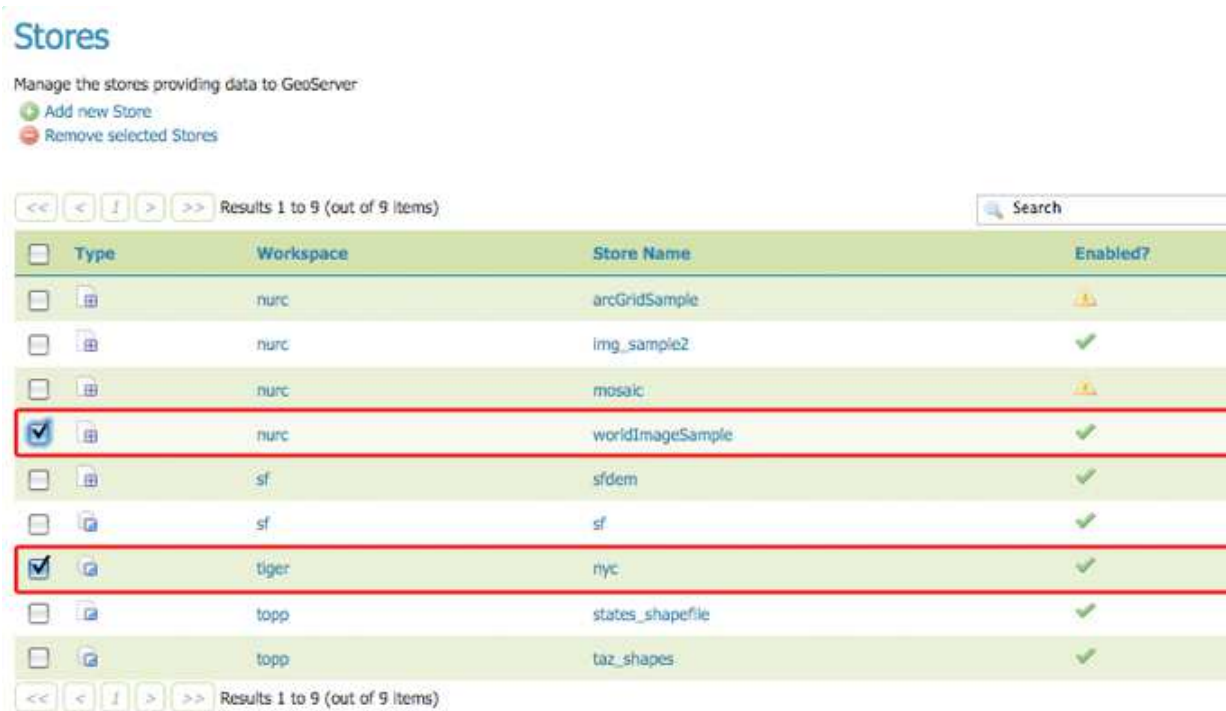 Stores
Manage the stores providing data to GeoServer
Add new Store
Remove selected Stores
<< < 1 > >> Results 1 to 9 (out of 9 items) Search
Type Workspace Store Name Enabled?
nurc arcGridSample
nurc img_sample2
nurc mosaic
nurc worldImageSample
sf sfdem
sf sf
tiger nyc
topp states_shapefile
topp taz_shapes
<< < 1 > >> Results 1 to 9 (out of 9 items)